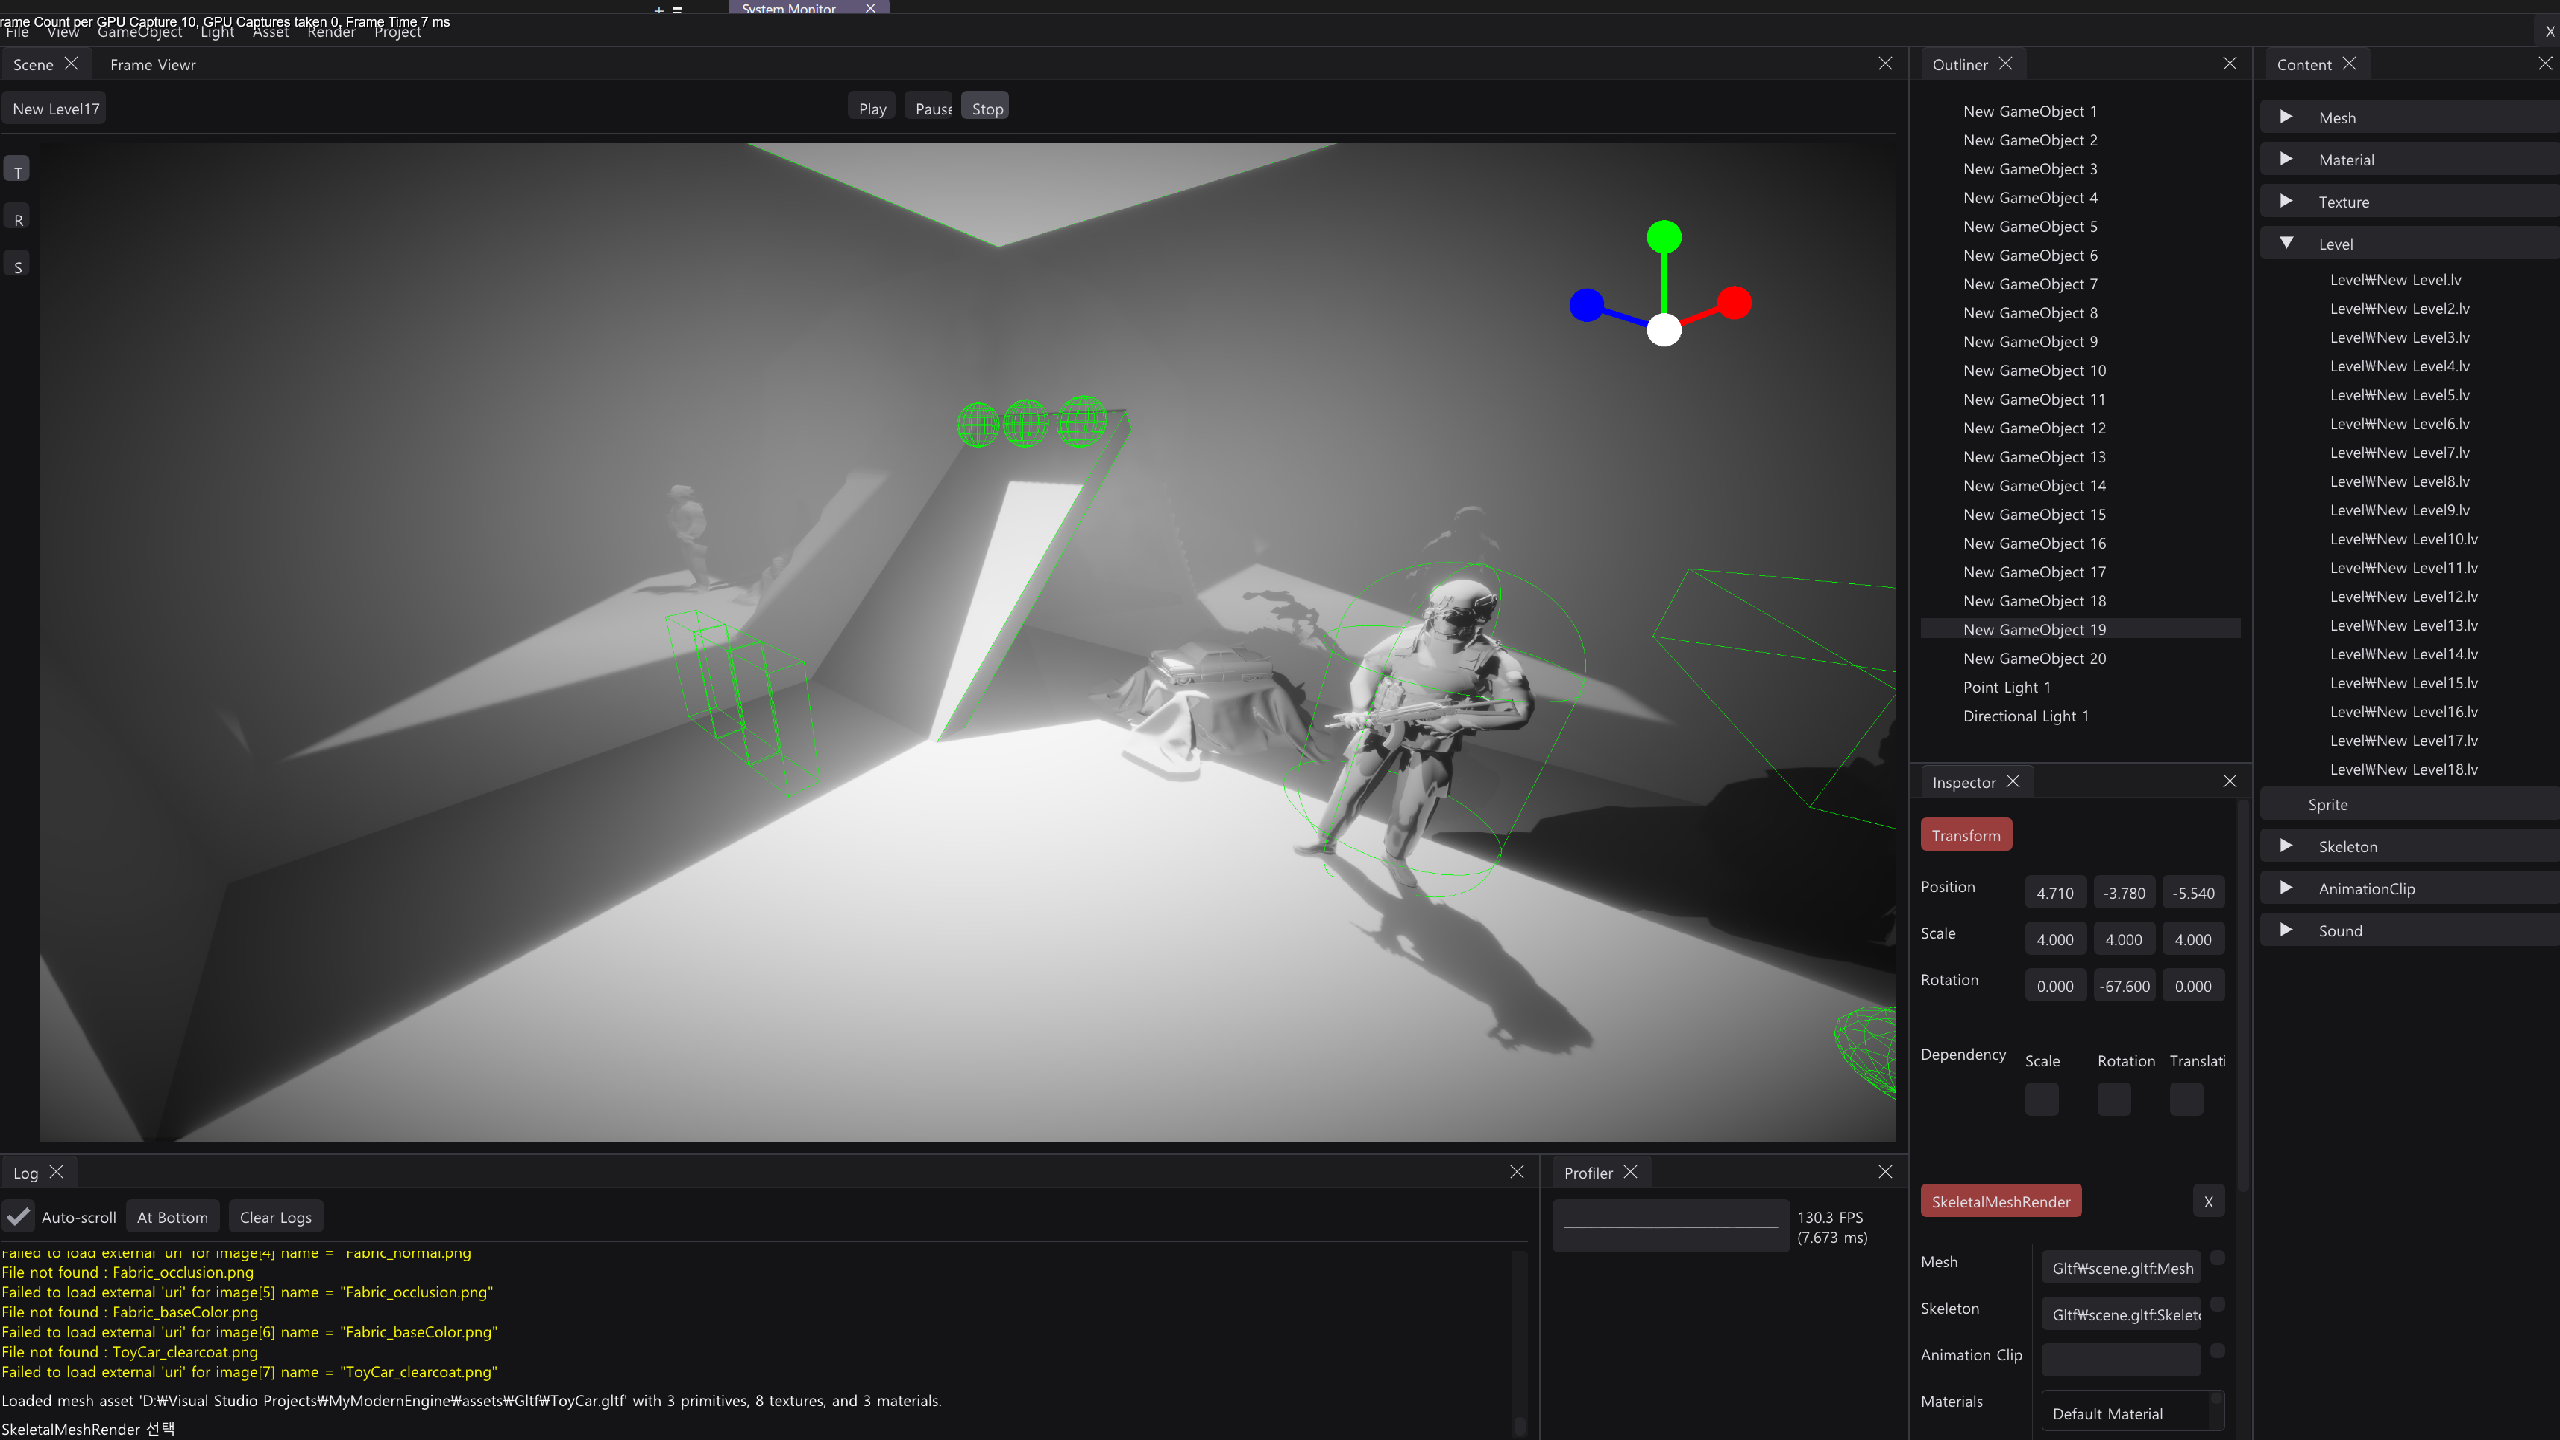 System Monitor
rame Count per GPU Capture 10, GPU Captures taken 0, Frame Time 7 ms
File View GameObject Light Asset Render Project
X
Scene
Frame Viewr
New Level17
Play
Pause
Stop
T
R
S
Outliner
New GameObject 1
New GameObject 2
New GameObject 3
New GameObject 4
New GameObject 5
New GameObject 6
New GameObject 7
New GameObject 8
New GameObject 9
New GameObject 10
New GameObject 11
New GameObject 12
New GameObject 13
New GameObject 14
New GameObject 15
New GameObject 16
New GameObject 17
New GameObject 18
New GameObject 19
New GameObject 20
Point Light 1
Directional Light 1
Content
Mesh
Material
Texture
Level
Level₩New Level.lv
Level₩New Level2.lv
Level₩New Level3.lv
Level₩New Level4.lv
Level₩New Level5.lv
Level₩New Level6.lv
Level₩New Level7.lv
Level₩New Level8.lv
Level₩New Level9.lv
Level₩New Level10.lv
Level₩New Level11.lv
Level₩New Level12.lv
Level₩New Level13.lv
Level₩New Level14.lv
Level₩New Level15.lv
Level₩New Level16.lv
Level₩New Level17.lv
Level₩New Level18.lv
Sprite
Skeleton
AnimationClip
Sound
Inspector
Transform
Position 4.710 -3.780 -5.540
Scale 4.000 4.000 4.000
Rotation 0.000 -67.600 0.000
Dependency Scale Rotation Translati
SkeletalMeshRender X
Mesh Gltf₩scene.gltf:Mesh
Skeleton Gltf₩scene.gltf:Skelet
Animation Clip
Materials Default Material
Log
Auto-scroll At Bottom Clear Logs
Failed to load external 'uri' for image[4] name = "Fabric_normal.png
File not found : Fabric_occlusion.png
Failed to load external 'uri' for image[5] name = "Fabric_occlusion.png"
File not found : Fabric_baseColor.png
Failed to load external 'uri' for image[6] name = "Fabric_baseColor.png"
File not found : ToyCar_clearcoat.png
Failed to load external 'uri' for image[7] name = "ToyCar_clearcoat.png"
Loaded mesh asset 'D:₩Visual Studio Projects₩MyModernEngine₩assets₩Gltf₩ToyCar.gltf' with 3 primitives, 8 textures, and 3 materials.
SkeletalMeshRender 선택
Profiler
130.3 FPS
(7.673 ms)